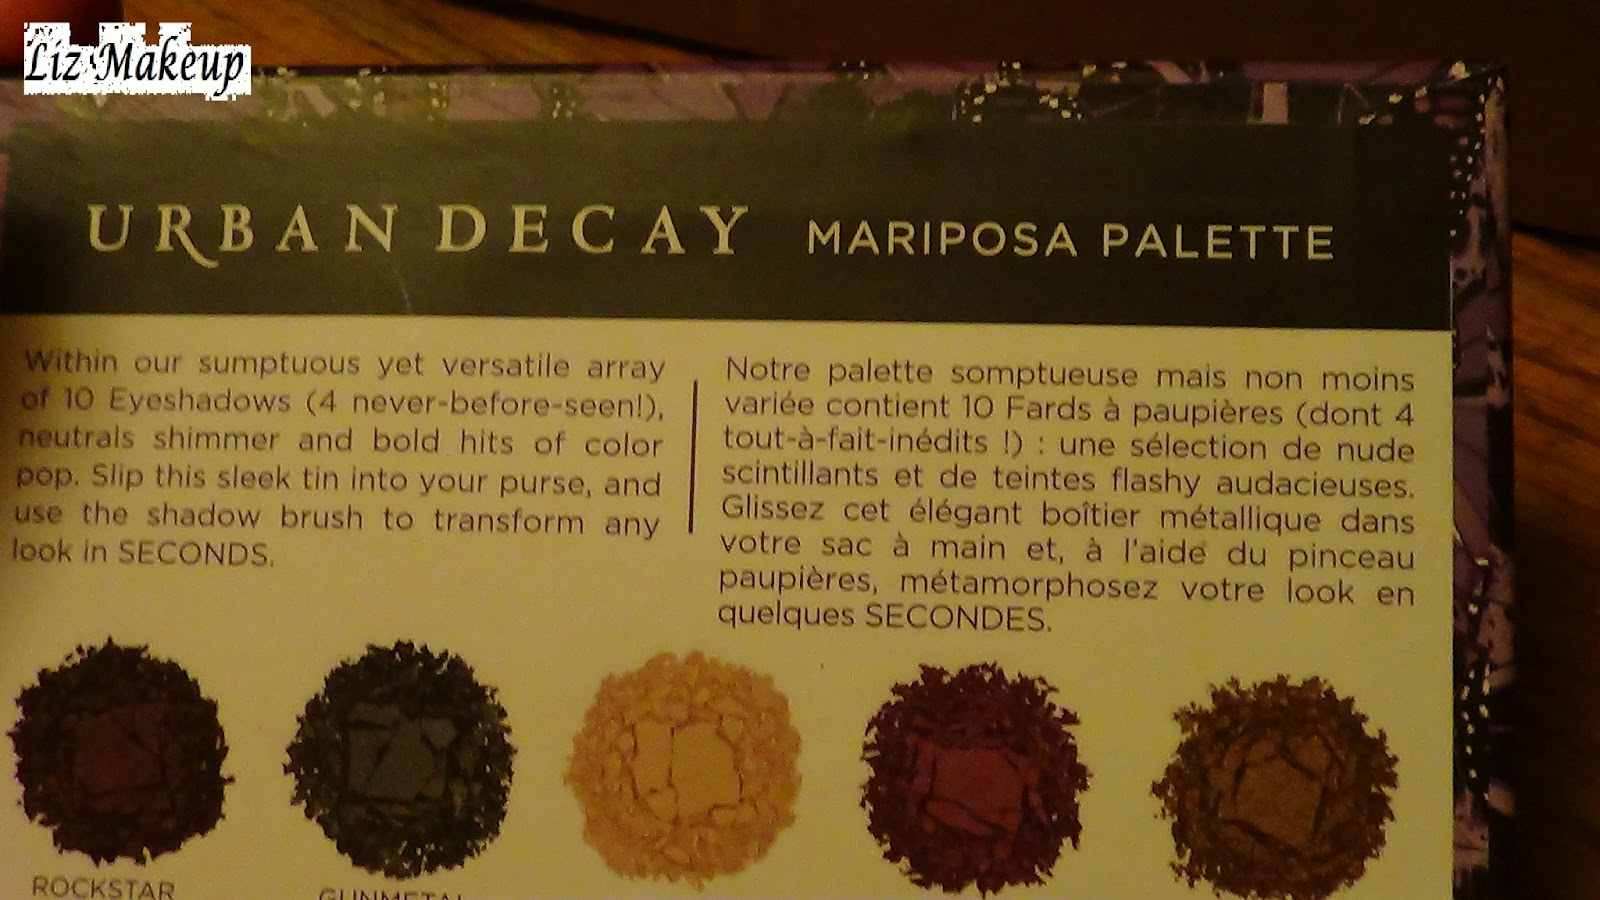 Liz Makeup
URBAN DECAY MARIPOSA PALETTE
Within our sumptuous yet versatile array
of 10 Eyeshadows (4 never-before-seen!),
neutrals shimmer and bold hits of color
pop. Slip this sleek tin into your purse, and
use the shadow brush to transform any
look in SECONDS.
Notre palette somptueuse mais non moins
variée contient 10 Fards à paupières (dont 4
tout-à-fait-inédits !) : une sélection de nude
scintillants et de teintes flashy audacieuses.
Glissez cet élégant boîtier métallique dans
votre sac à main et, à l'aide du pinceau
paupières, métamorphosez votre look en
quelques SECONDES.
ROCKSTAR
GUNMETAL